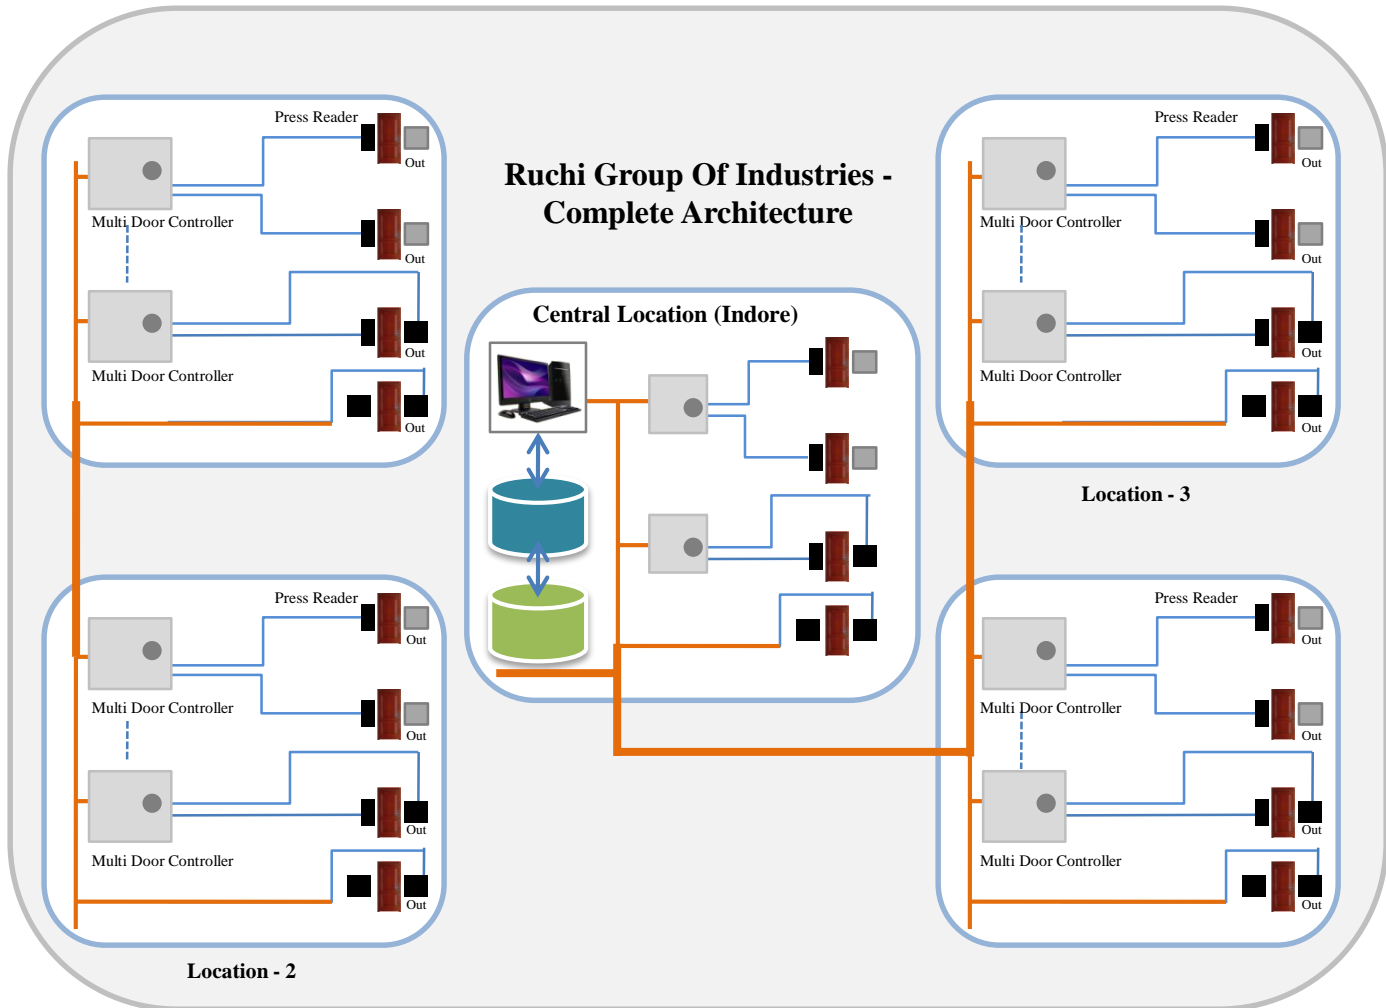 Ruchi Group Of Industries -
Complete Architecture
Press Reader
Out
Multi Door Controller
Out
Multi Door Controller
Out
Out
Press Reader
Out
Multi Door Controller
Out
Multi Door Controller
Out
Out
Location - 3
Central Location (Indore)
Press Reader
Out
Multi Door Controller
Out
Multi Door Controller
Out
Out
Location - 2
Press Reader
Out
Multi Door Controller
Out
Multi Door Controller
Out
Out